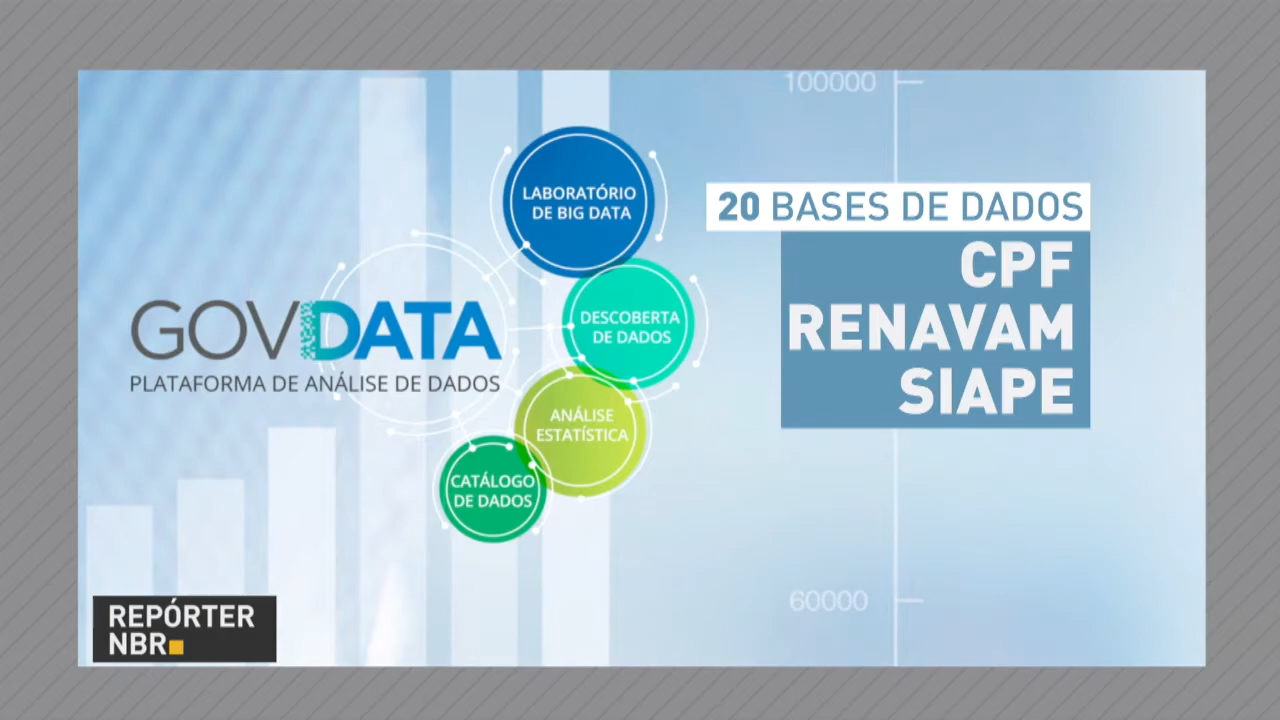 100000
LABORATÓRIO
DE BIG DATA
20 BASES DE DADOS
CPF
RENAVAM
SIAPE
DESCOBERTA
DE DADOS
GOVDATA
PLATAFORMA DE ANÁLISE DE DADOS
ANÁLISE
ESTATÍSTICA
CATÁLOGO
DE DADOS
60000
REPÓRTER
NBR